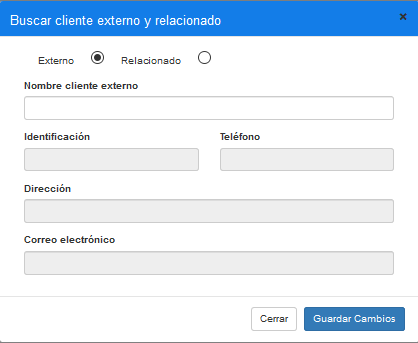 Buscar cliente externo y relacionado ×
Externo Relacionado
Nombre cliente externo
Identificación Teléfono
Dirección
Correo electrónico
Cerrar Guardar Cambios